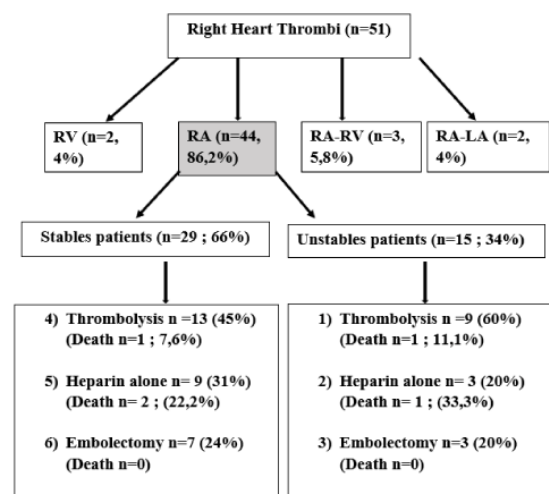 Right Heart Thrombi (n=51)
RV (n=2,
4%)
RA (n=44,
86,2%)
RA-RV (n=3,
5,8%)
RA-LA (n=2,
4%)
Stables patients (n=29 ; 66%)
Unstables patients (n=15 ; 34%)
4) Thrombolysis n =13 (45%)
(Death n=1 ; 7,6%)
5) Heparin alone n= 9 (31%)
(Death n= 2 ; (22,2%)
6) Embolectomy n=7 (24%)
(Death n=0)
1) Thrombolysis n =9 (60%)
(Death n=1 ; 11,1%)
2) Heparin alone n= 3 (20%)
(Death n= 1 ; (33,3%)
3) Embolectomy n=3 (20%)
(Death n=0)